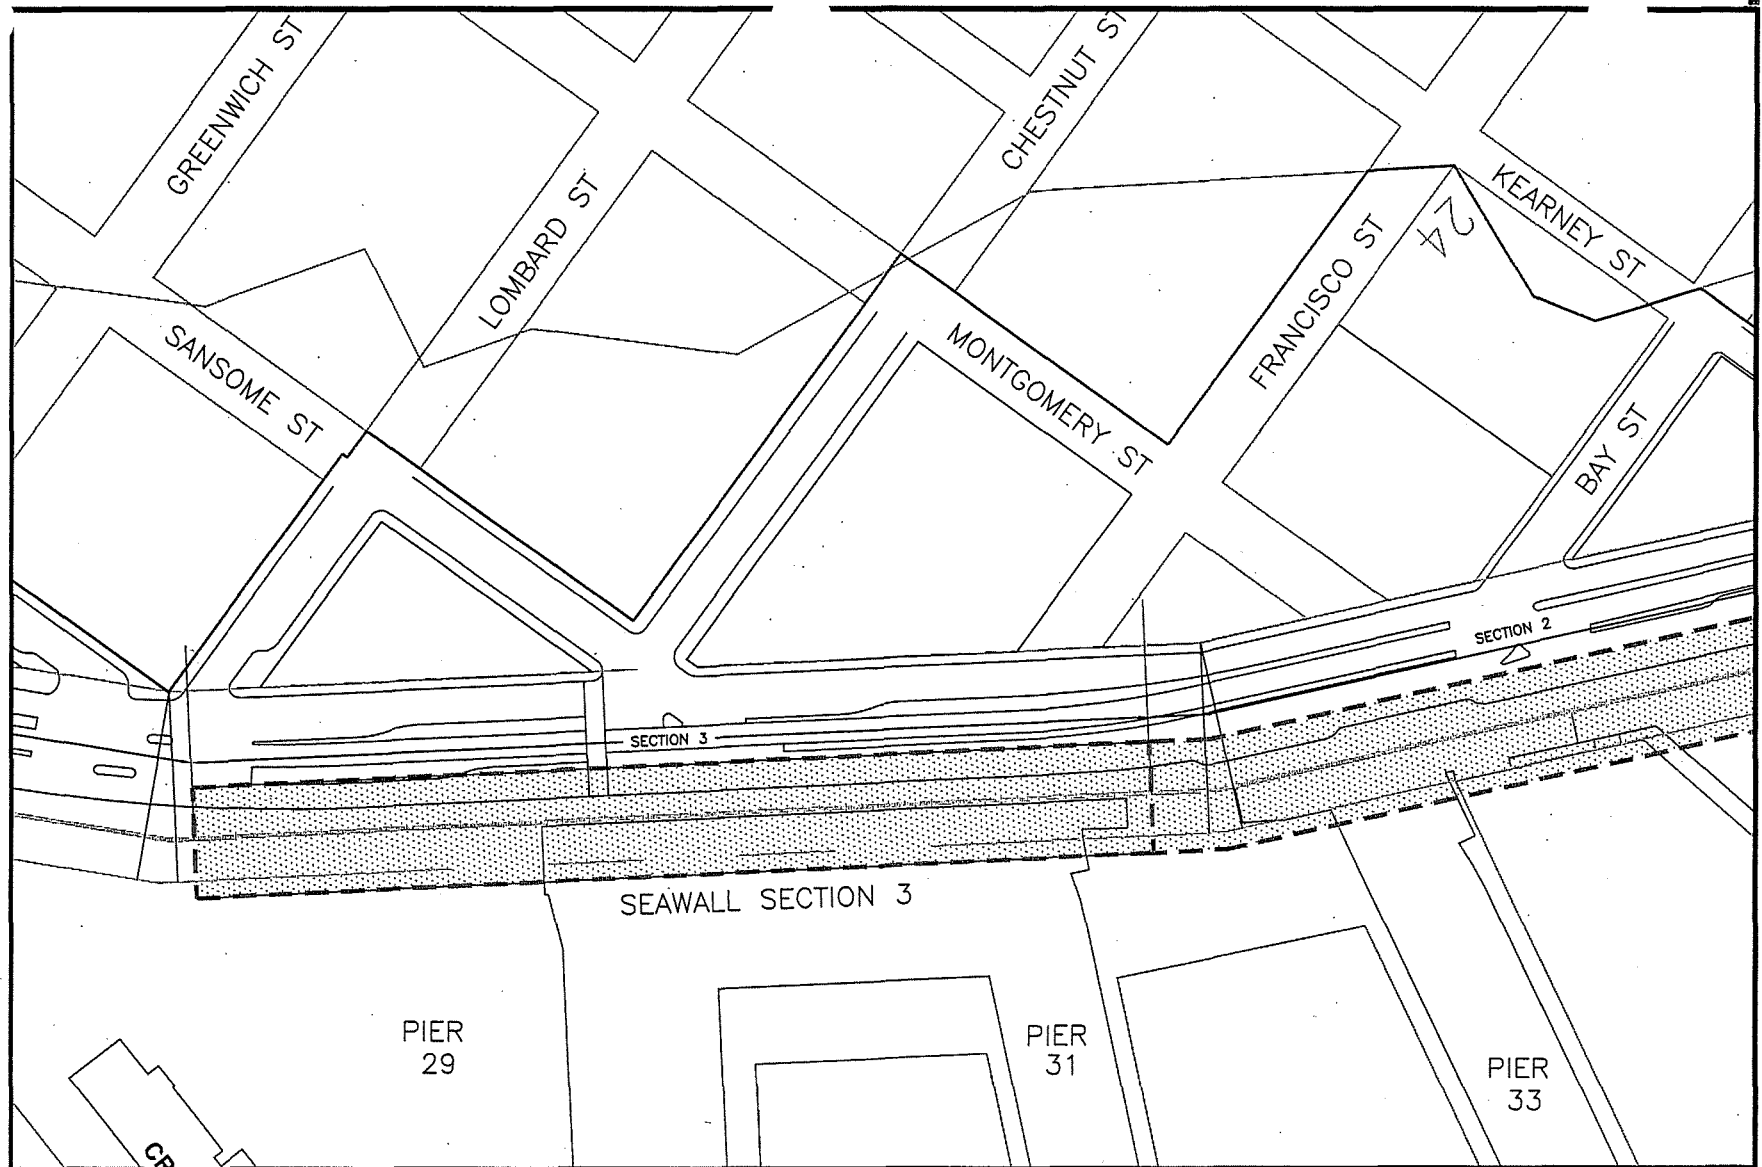 GREENWICH ST
CHESTNUT ST
LOMBARD ST
KEARNEY ST
24
FRANCISCO ST
SANSOME ST
MONTGOMERY ST
BAY ST
SECTION 2
SECTION 3
SEAWALL SECTION 3
PIER
29
PIER
31
PIER
33